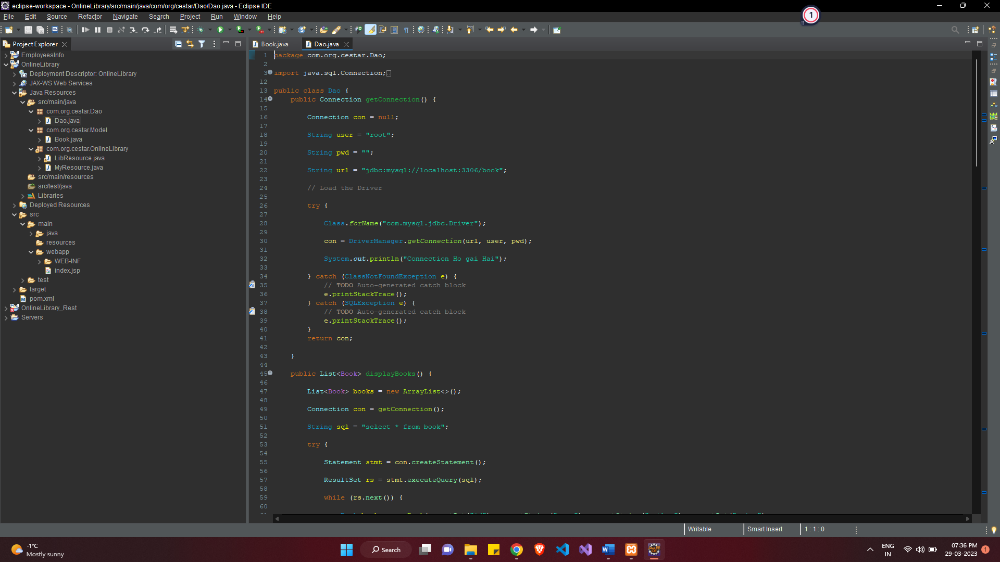 eclipse-workspace - OnlineLibrary/src/main/java/com/org/cestar/Dao/Dao.java - Eclipse IDE
1
File Edit Source Refactor Navigate Search Project Run Window Help
Project Explorer
Book.java Dao.java
EmployeesInfo
OnlineLibrary
Deployment Descriptor: OnlineLibrary
JAX-WS Web Services
Java Resources
src/main/java
com.org.cestar.Dao
Dao.java
com.org.cestar.Model
Book.java
com.org.cestar.OnlineLibrary
LibResource.java
MyResource.java
src/main/resources
src/test/java
Libraries
Deployed Resources
src
main
java
resources
webapp
WEB-INF
index.jsp
test
target
pom.xml
OnlineLibrary_Rest
Servers
1 package com.org.cestar.Dao;
2
3 import java.sql.Connection;
12
13 public class Dao {
14 public Connection getConnection() {
15
16 Connection con = null;
17
18 String user = "root";
19
20 String pwd = "";
21
22 String url = "jdbc:mysql://localhost:3306/book";
23
24 // Load the Driver
25
26 try {
27
28 Class.forName("com.mysql.jdbc.Driver");
29
30 con = DriverManager.getConnection(url, user, pwd);
31
32 System.out.println("Connection Ho gai Hai");
33
34 } catch (ClassNotFoundException e) {
35 // TODO Auto-generated catch block
36 e.printStackTrace();
37 } catch (SQLException e) {
38 // TODO Auto-generated catch block
39 e.printStackTrace();
40 }
41 return con;
42
43 }
44
45 public List<Book> displayBooks() {
46
47 List<Book> books = new ArrayList<>();
48
49 Connection con = getConnection();
50
51 String sql = "select * from book";
52
53 try {
54
55 Statement stmt = con.createStatement();
56
57 ResultSet rs = stmt.executeQuery(sql);
58
59 while (rs.next()) {
60
Writable Smart Insert 1 : 1 : 0
-1°C
Mostly sunny
Search
ENG
IN
07:36 PM
29-03-2023
1